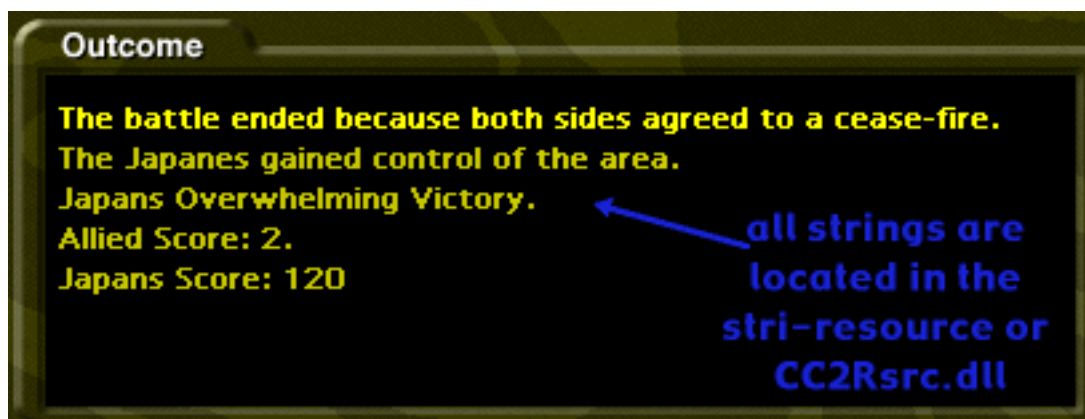 Outcome
The battle ended because both sides agreed to a cease-fire.
The Japanes gained control of the area.
Japans Overwhelming Victory.
Allied Score: 2.
Japans Score: 120
all strings are
located in the
stri-resource or
CC2Rsrc.dll